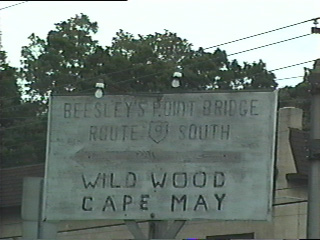 BEESLEY'S POINT BRIDGE
ROUTE 9 SOUTH
WILD WOOD
CAPE MAY